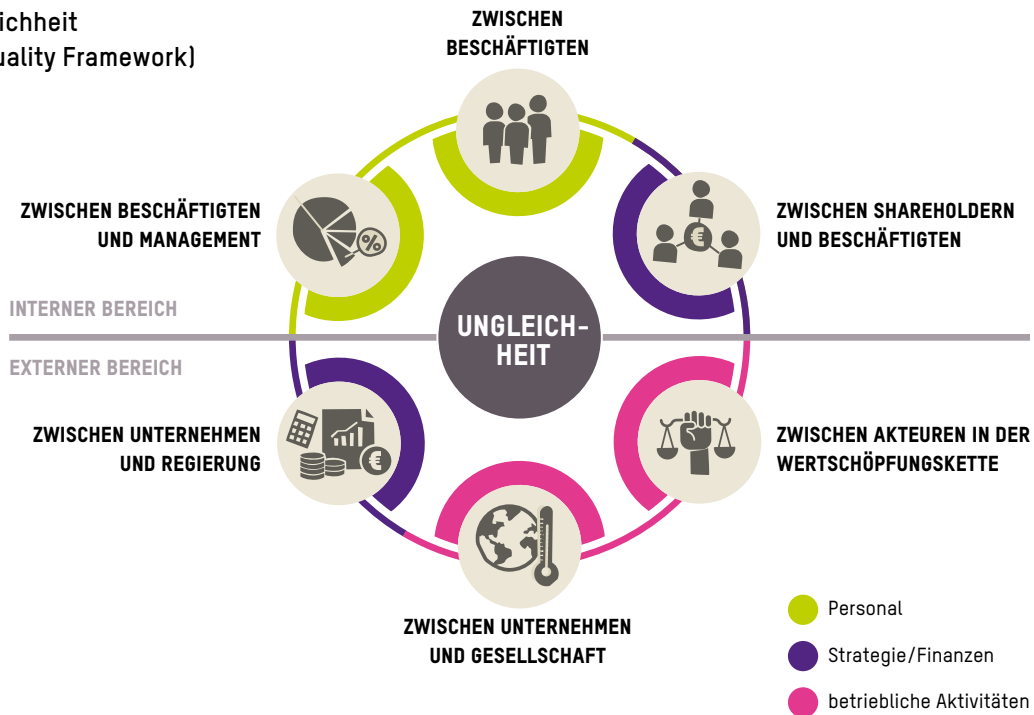 ichheit
uality Framework)
ZWISCHEN
BESCHÄFTIGTEN
ZWISCHEN BESCHÄFTIGTEN
UND MANAGEMENT
%
ZWISCHEN SHAREHOLDERN
UND BESCHÄFTIGTEN
€
INTERNER BEREICH
UNGLEICH-
HEIT
EXTERNER BEREICH
ZWISCHEN UNTERNEHMEN
UND REGIERUNG
€
ZWISCHEN AKTEUREN IN DER
WERTSCHÖPFUNGSKETTE
ZWISCHEN UNTERNEHMEN
UND GESELLSCHAFT
Personal
Strategie/Finanzen
betriebliche Aktivitäten